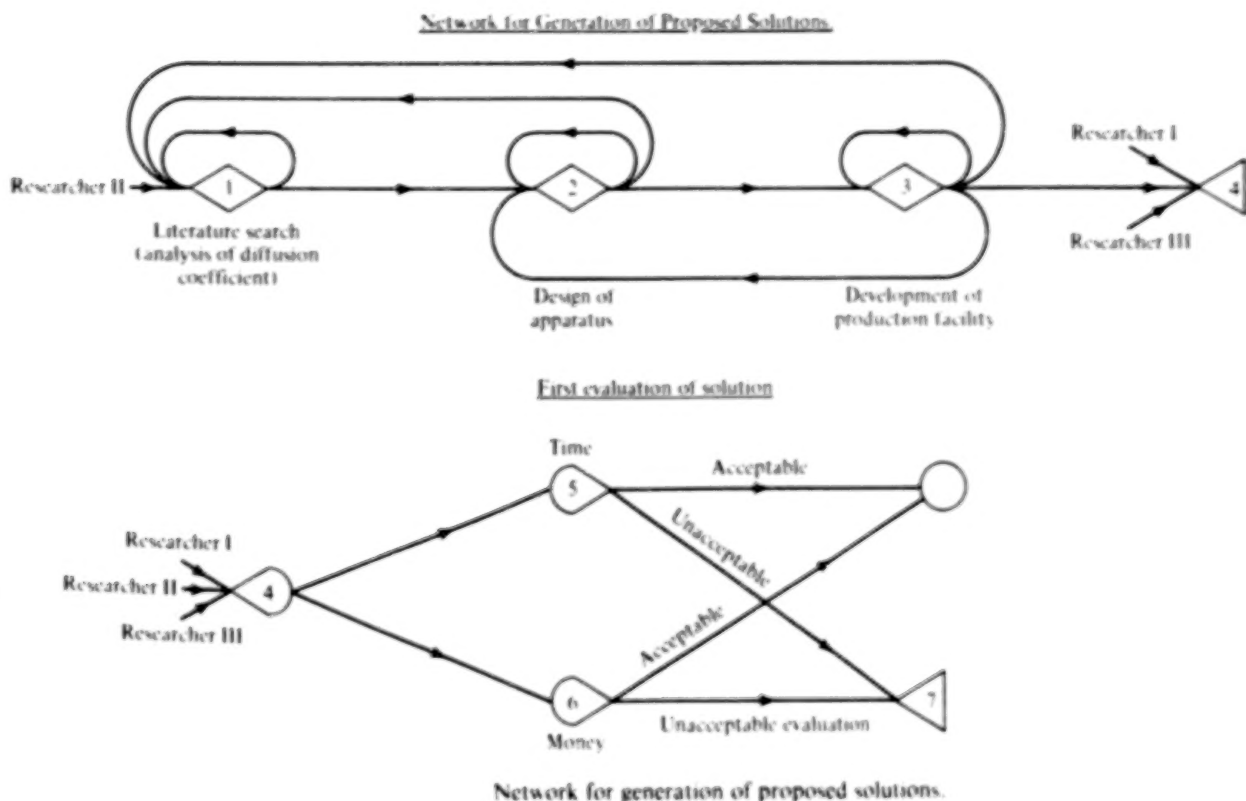 Network for Generation of Proposed Solutions.
Researcher I
Researcher II
1
2
3
4
Researcher III
Literature search
(analysis of diffusion
coefficient)
Design of
apparatus
Development of
production facility
First evaluation of solution
Time
5
Acceptable
Unacceptable
Researcher I
Researcher II
4
Researcher III
Acceptable
6
7
Money
Unacceptable evaluation
Network for generation of proposed solutions.